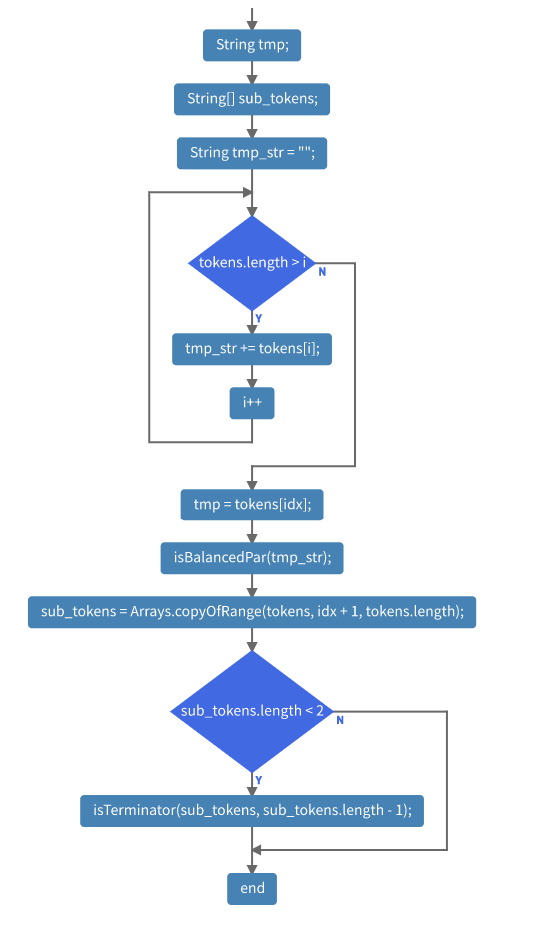 String tmp;
String[] sub_tokens;
String tmp_str = "";
tokens.length > i
N
Y
tmp_str += tokens[i];
i++
tmp = tokens[idx];
isBalancedPar(tmp_str);
sub_tokens = Arrays.copyOfRange(tokens, idx + 1, tokens.length);
sub_tokens.length < 2
N
Y
isTerminator(sub_tokens, sub_tokens.length - 1);
end